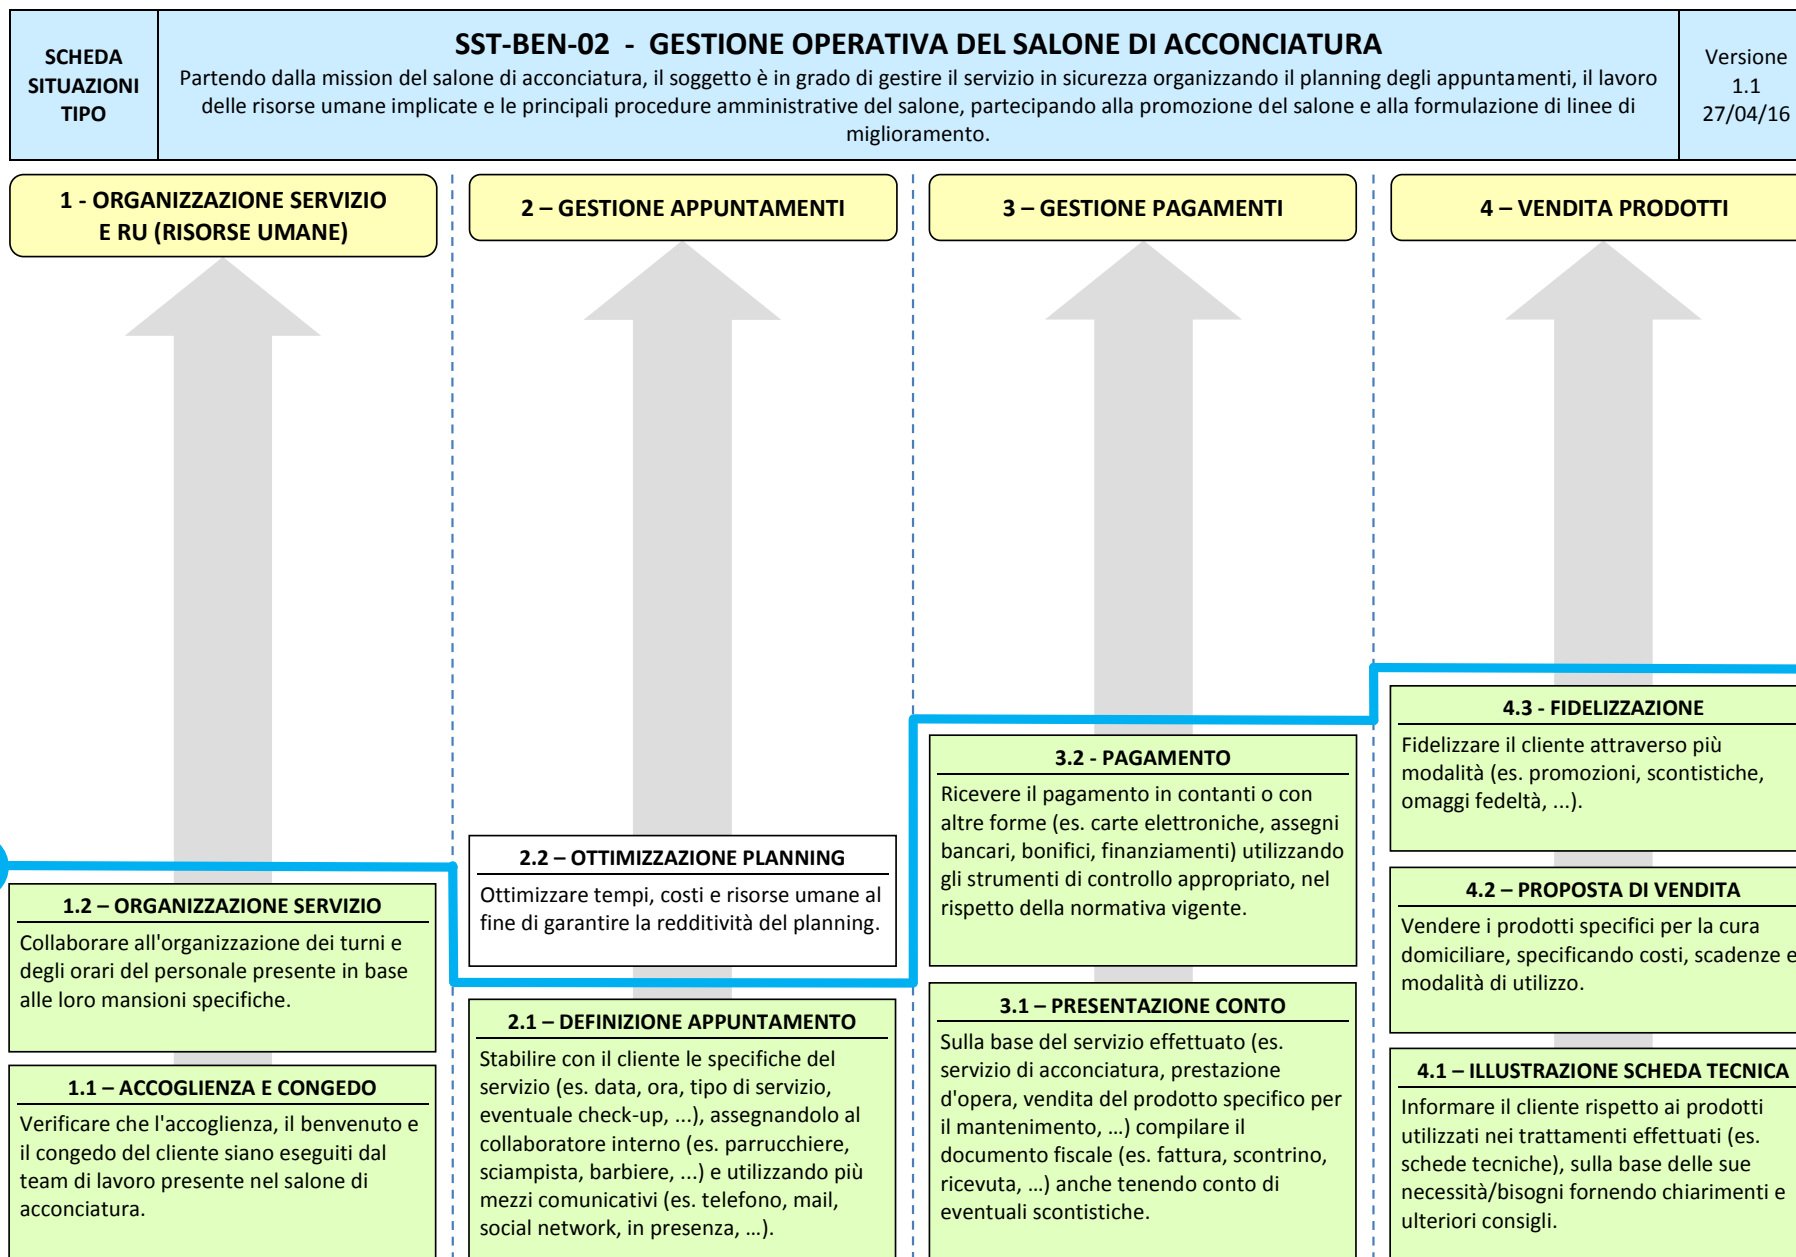 SCHEDA
SITUAZIONI
TIPO
SST-BEN-02 - GESTIONE OPERATIVA DEL SALONE DI ACCONCIATURA
Partendo dalla mission del salone di acconciatura, il soggetto è in grado di gestire il servizio in sicurezza organizzando il planning degli appuntamenti, il lavoro
delle risorse umane implicate e le principali procedure amministrative del salone, partecipando alla promozione del salone e alla formulazione di linee di
miglioramento.
Versione
1.1
27/04/16
1 - ORGANIZZAZIONE SERVIZIO
E RU (RISORSE UMANE)
2 – GESTIONE APPUNTAMENTI
3 – GESTIONE PAGAMENTI
4 – VENDITA PRODOTTI
1.2 – ORGANIZZAZIONE SERVIZIO
Collaborare all'organizzazione dei turni e
degli orari del personale presente in base
alle loro mansioni specifiche.
1.1 – ACCOGLIENZA E CONGEDO
Verificare che l'accoglienza, il benvenuto e
il congedo del cliente siano eseguiti dal
team di lavoro presente nel salone di
acconciatura.
2.2 – OTTIMIZZAZIONE PLANNING
Ottimizzare tempi, costi e risorse umane al
fine di garantire la redditività del planning.
2.1 – DEFINIZIONE APPUNTAMENTO
Stabilire con il cliente le specifiche del
servizio (es. data, ora, tipo di servizio,
eventuale check-up, ...), assegnandolo al
collaboratore interno (es. parrucchiere,
sciampista, barbiere, ...) e utilizzando più
mezzi comunicativi (es. telefono, mail,
social network, in presenza, …).
3.2 - PAGAMENTO
Ricevere il pagamento in contanti o con
altre forme (es. carte elettroniche, assegni
bancari, bonifici, finanziamenti) utilizzando
gli strumenti di controllo appropriato, nel
rispetto della normativa vigente.
3.1 – PRESENTAZIONE CONTO
Sulla base del servizio effettuato (es.
servizio di acconciatura, prestazione
d'opera, vendita del prodotto specifico per
il mantenimento, …) compilare il
documento fiscale (es. fattura, scontrino,
ricevuta, …) anche tenendo conto di
eventuali scontistiche.
4.3 - FIDELIZZAZIONE
Fidelizzare il cliente attraverso più
modalità (es. promozioni, scontistiche,
omaggi fedeltà, ...).
4.2 – PROPOSTA DI VENDITA
Vendere i prodotti specifici per la cura
domiciliare, specificando costi, scadenze e
modalità di utilizzo.
4.1 – ILLUSTRAZIONE SCHEDA TECNICA
Informare il cliente rispetto ai prodotti
utilizzati nei trattamenti effettuati (es.
schede tecniche), sulla base delle sue
necessità/bisogni fornendo chiarimenti e
ulteriori consigli.